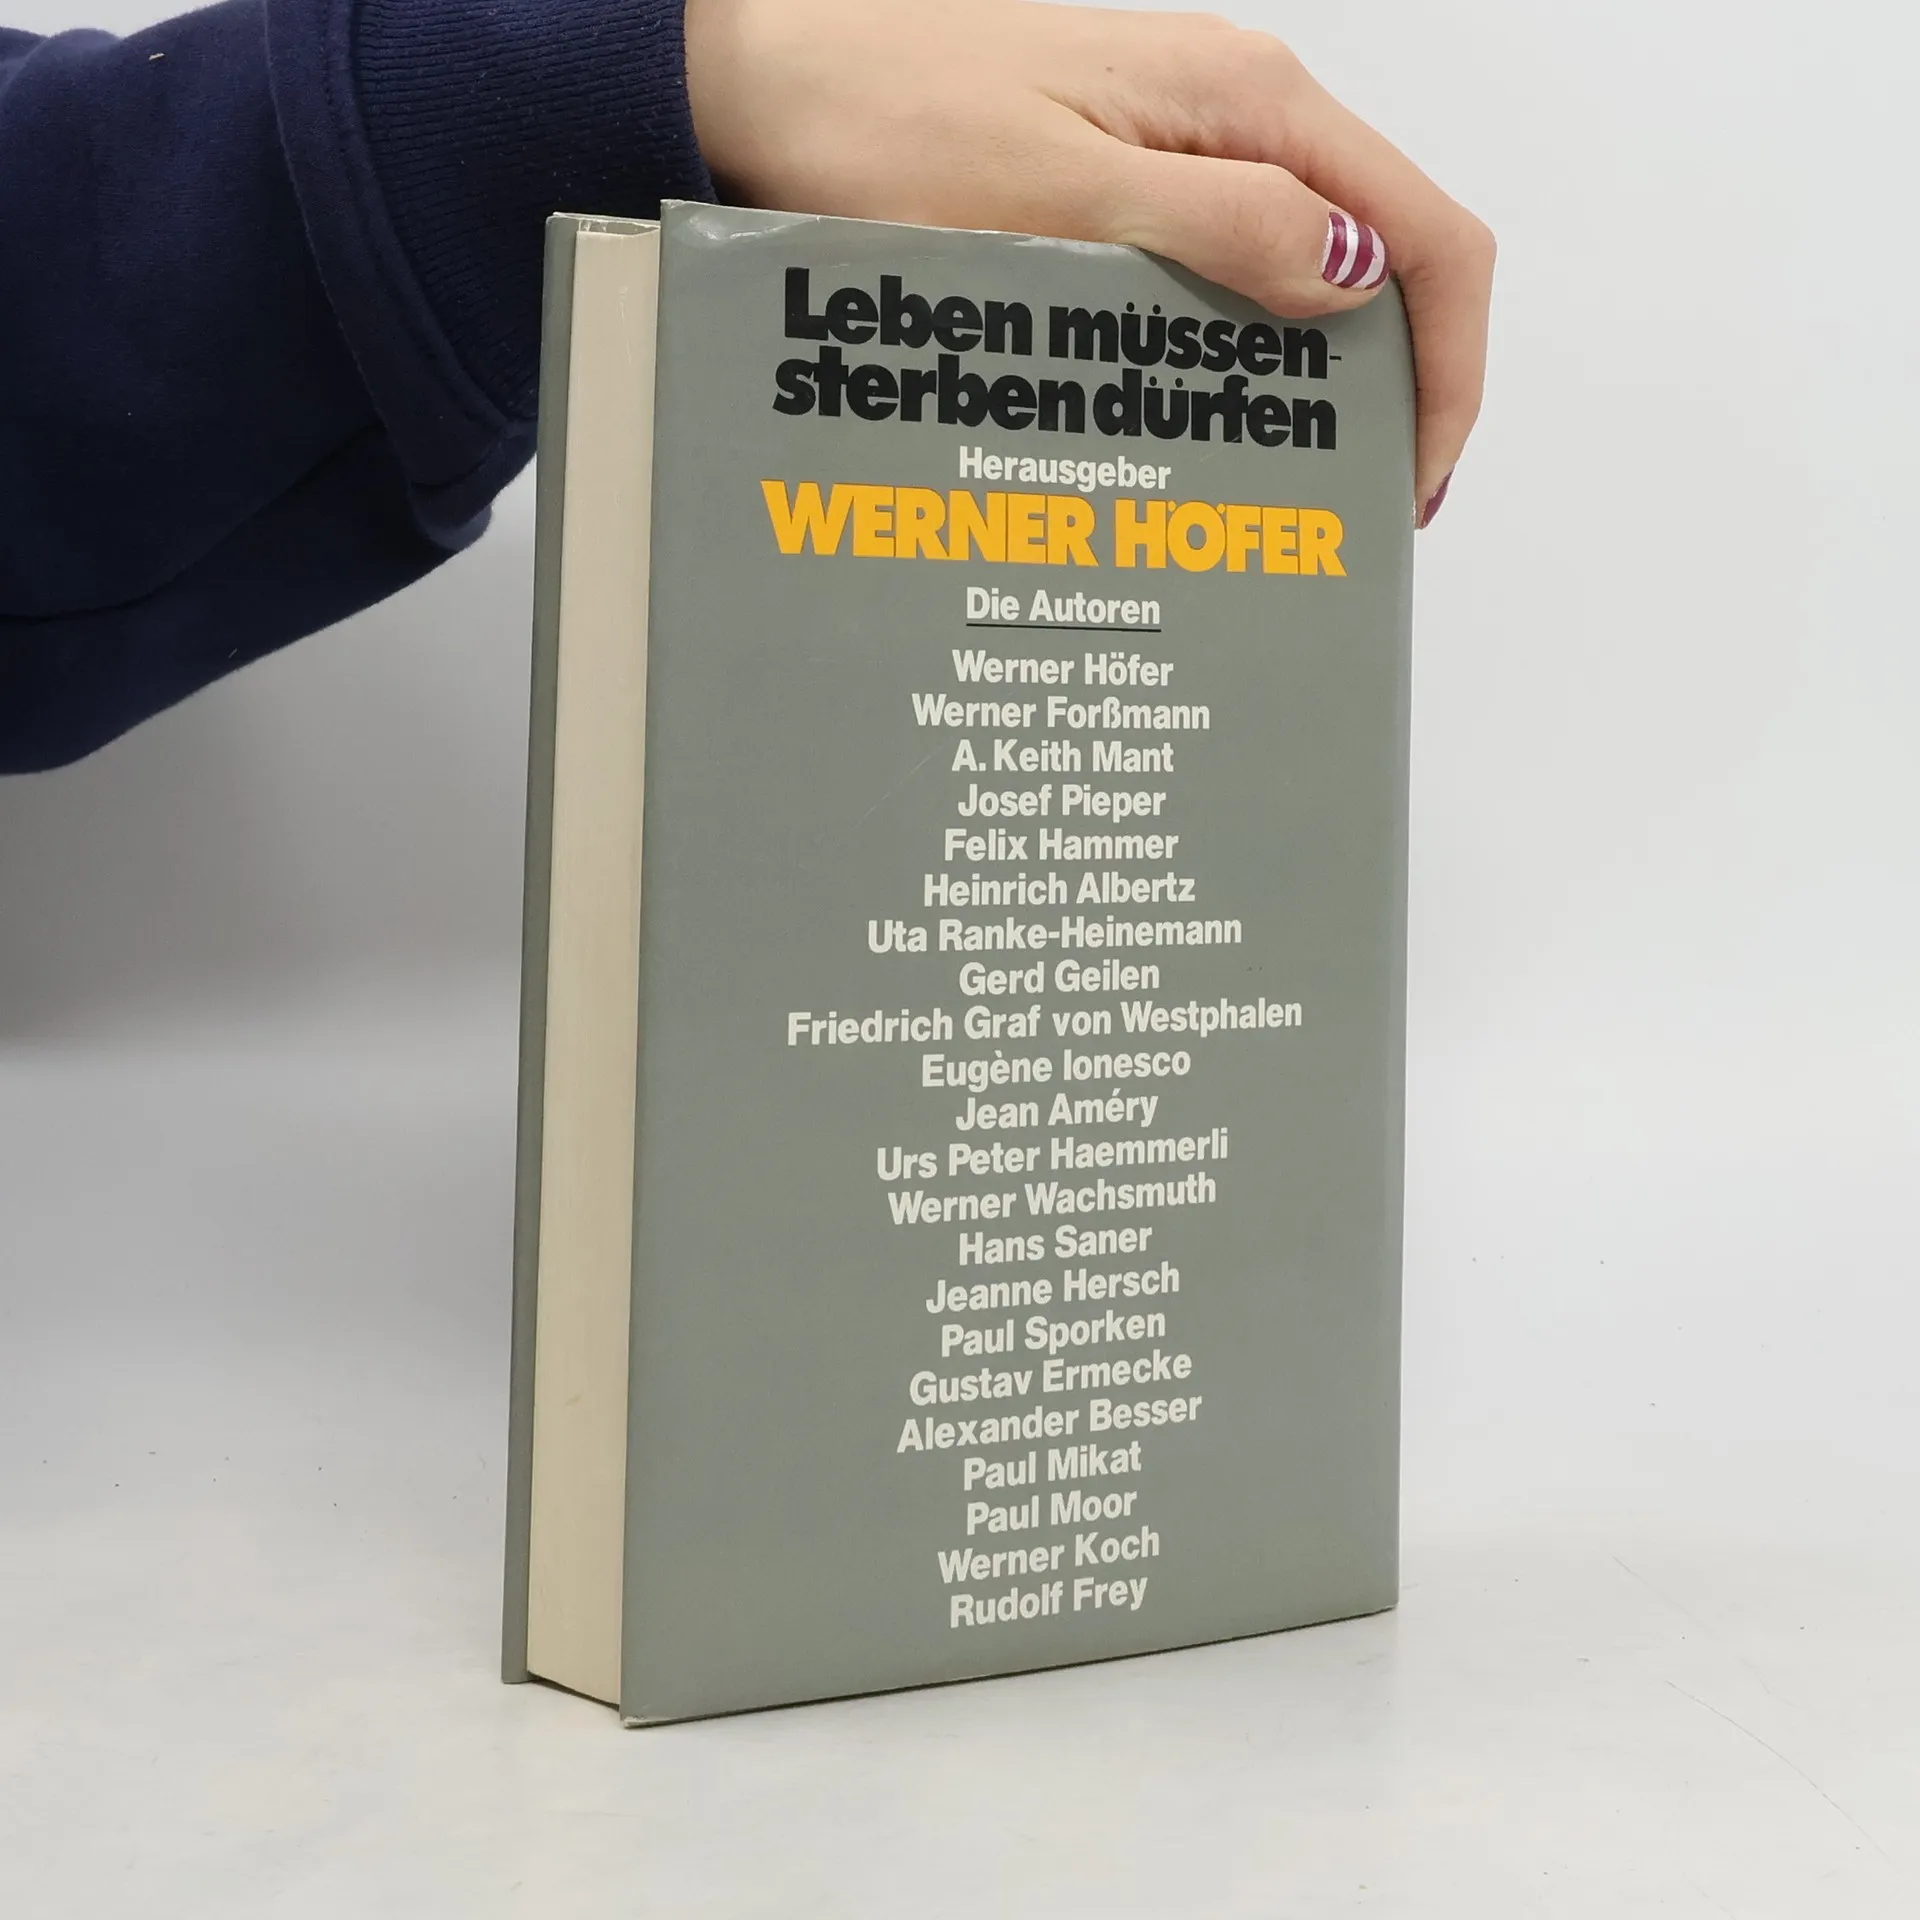 Leben müssen-
sterben dürfen
Herausgeber
WERNER HÖFER
Die Autoren
Werner Höfer
Werner Forßmann
A. Keith Mant
Josef Pieper
Felix Hammer
Heinrich Albertz
Uta Ranke-Heinemann
Gerd Geilen
Friedrich Graf von Westphalen
Eugène Ionesco
Jean Améry
Urs Peter Haemmerli
Werner Wachsmuth
Hans Saner
Jeanne Hersch
Paul Sporken
Gustav Ermecke
Alexander Besser
Paul Mikat
Paul Moor
Werner Koch
Rudolf Frey